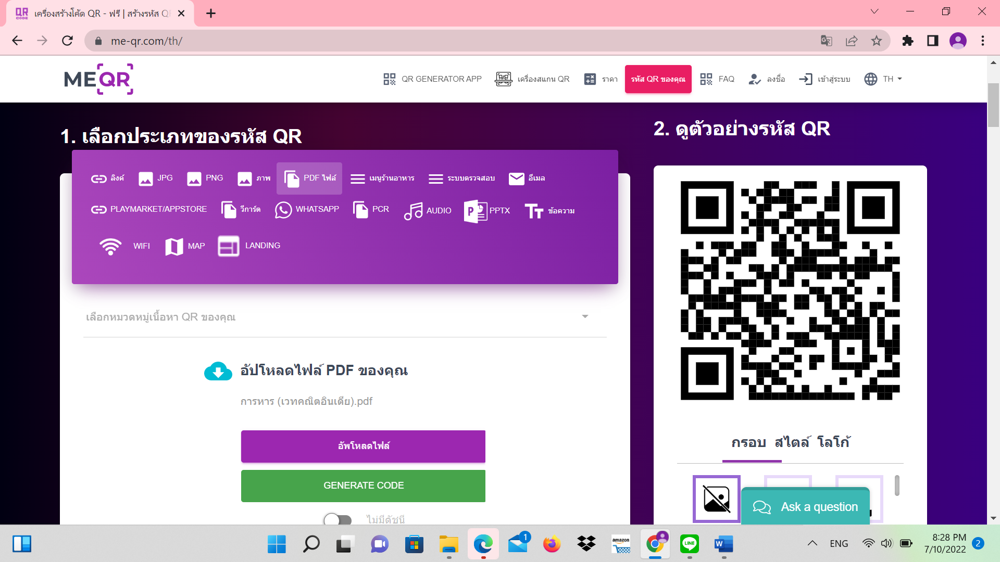 เครื่องสร้างโค้ด QR - ฟรี | สร้างรหัส QR
me-qr.com/th/
MEQR
QR GENERATOR APP
เครื่องสแกน QR
ราคา
รหัส QR ของคุณ
FAQ
ลงชื่อ
เข้าสู่ระบบ
TH
1. เลือกประเภทของรหัส QR
ลิงค์
JPG
PNG
ภาพ
PDF ไฟล์
เมนูร้านอาหาร
ระบบตรวจสอบ
อีเมล
PLAYMARKET/APPSTORE
วีการ์ด
WHATSAPP
PCR
AUDIO
PPTX
ข้อความ
WIFI
MAP
LANDING
เลือกหมวดหมู่เนื้อหา QR ของคุณ
อัปโหลดไฟล์ PDF ของคุณ
การหาร (เวทคณิตอินเดีย).pdf
อัพโหลดไฟล์
GENERATE CODE
ไม่มีดัชนี
2. ดูตัวอย่างรหัส QR
กรอบ สไตล์ โลโก้
Ask a question
1
amazon
LINE
W
ENG
8:28 PM
7/10/2022
2